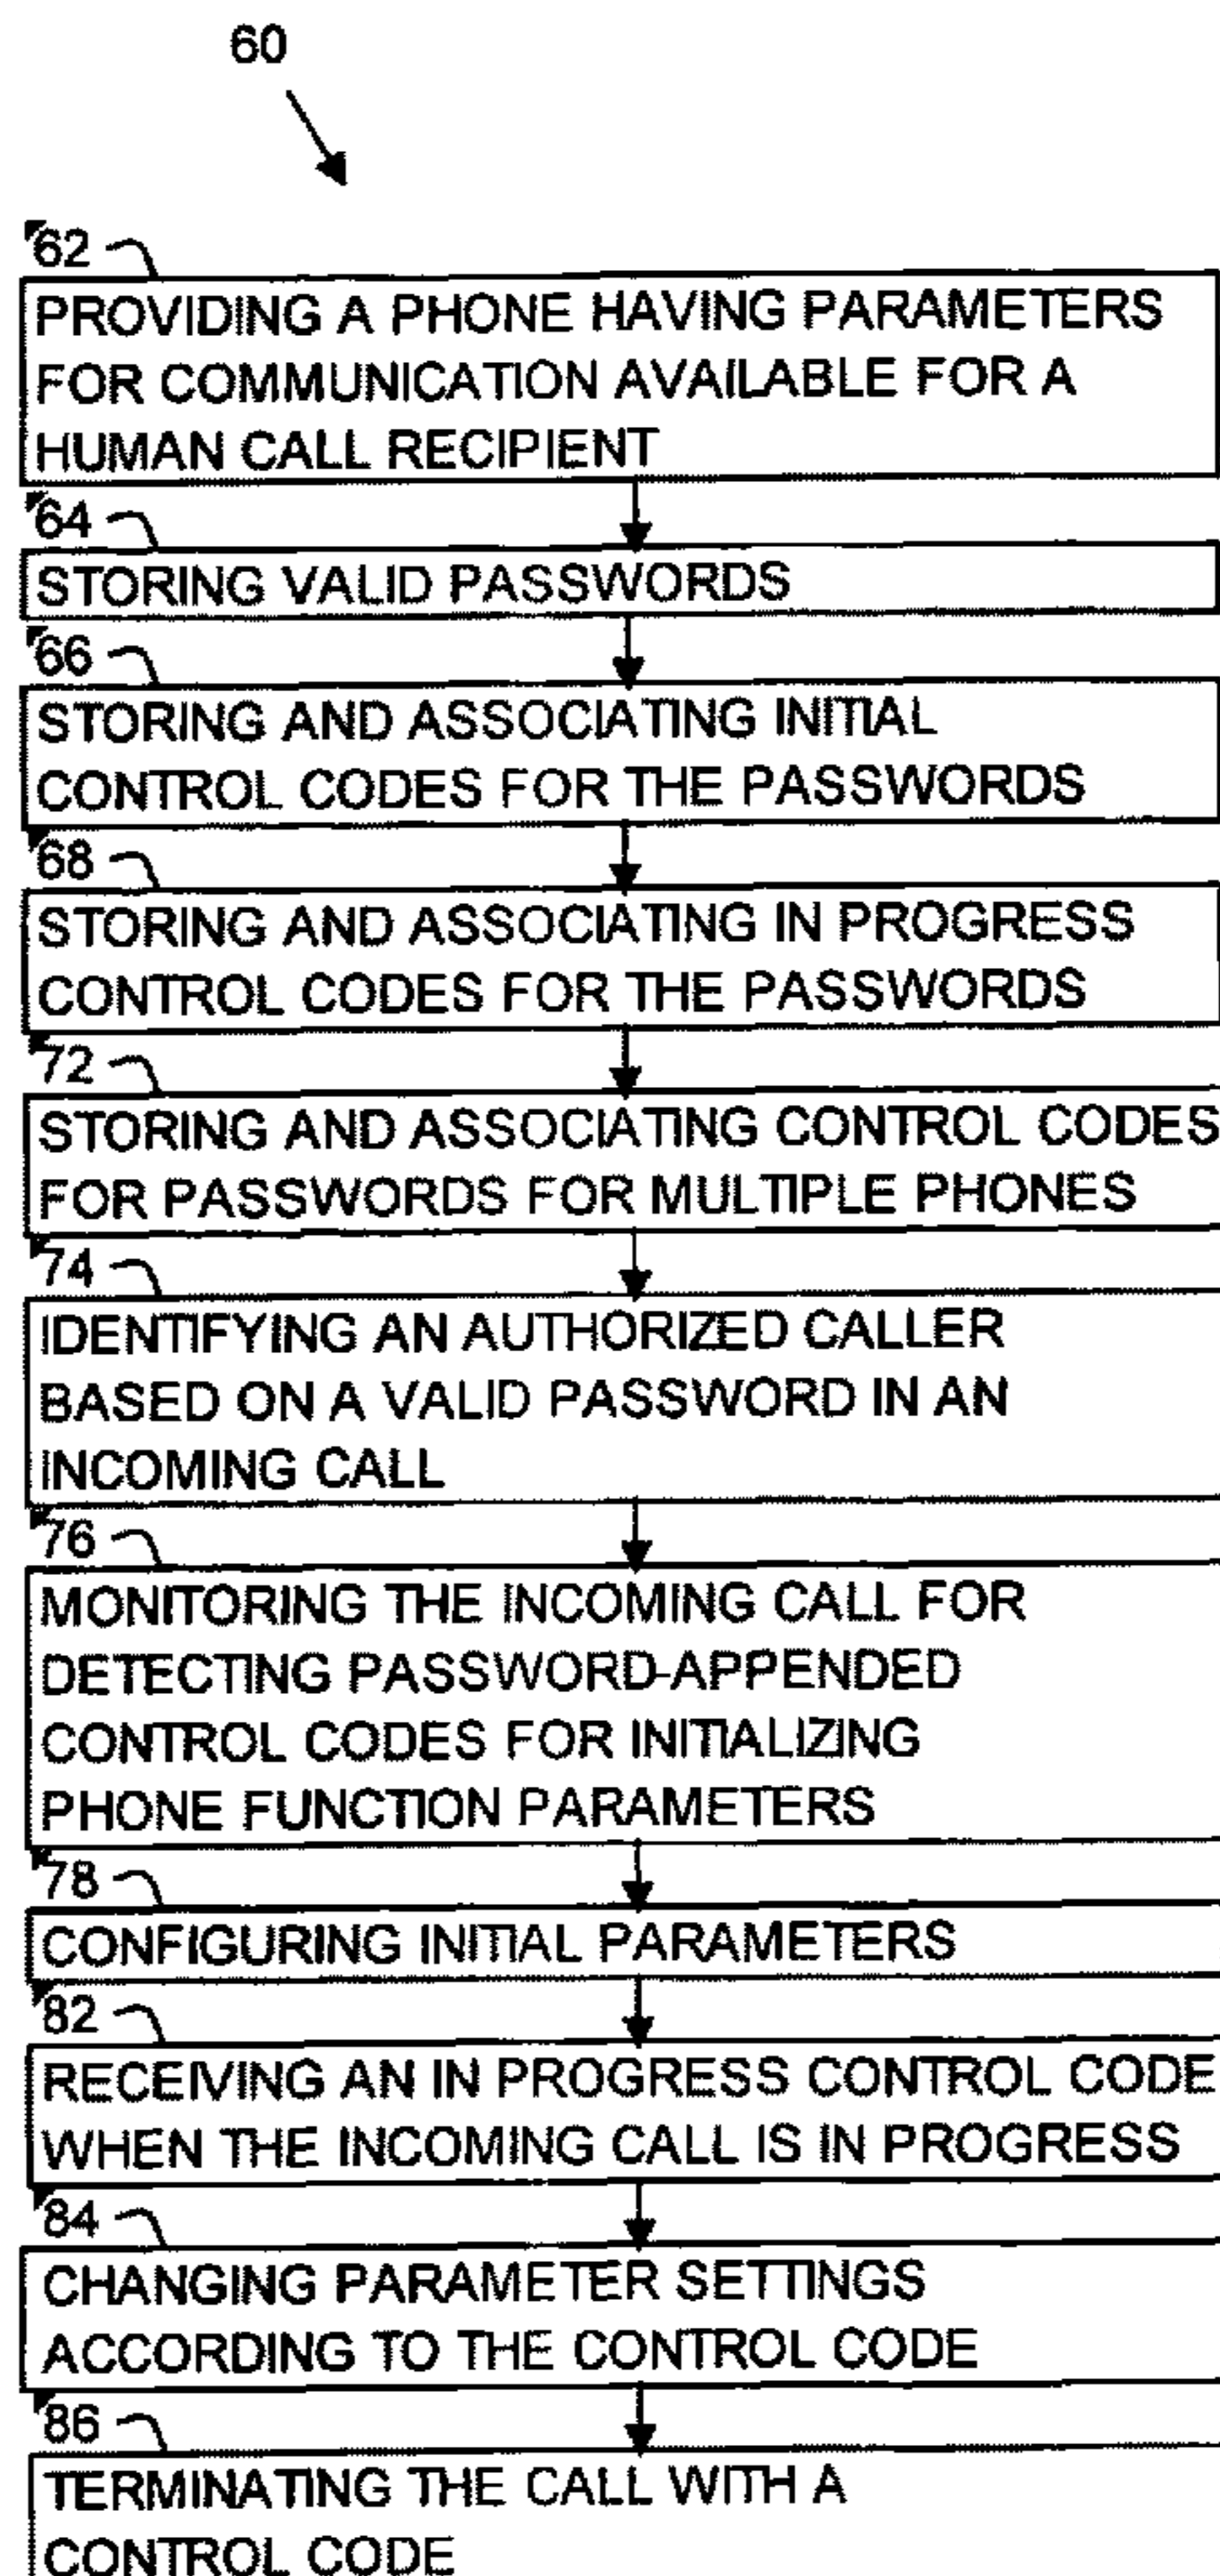 60
62
PROVIDING A PHONE HAVING PARAMETERS
FOR COMMUNICATION AVAILABLE FOR A
HUMAN CALL RECIPIENT
64
STORING VALID PASSWORDS
66
STORING AND ASSOCIATING INITIAL
CONTROL CODES FOR THE PASSWORDS
68
STORING AND ASSOCIATING IN PROGRESS
CONTROL CODES FOR THE PASSWORDS
72
STORING AND ASSOCIATING CONTROL CODES
FOR PASSWORDS FOR MULTIPLE PHONES
74
IDENTIFYING AN AUTHORIZED CALLER
BASED ON A VALID PASSWORD IN AN
INCOMING CALL
76
MONITORING THE INCOMING CALL FOR
DETECTING PASSWORD-APPENDED
CONTROL CODES FOR INITIALIZING
PHONE FUNCTION PARAMETERS
78
CONFIGURING INITIAL PARAMETERS
82
RECEIVING AN IN PROGRESS CONTROL CODE
WHEN THE INCOMING CALL IS IN PROGRESS
84
CHANGING PARAMETER SETTINGS
ACCORDING TO THE CONTROL CODE
86
TERMINATING THE CALL WITH A
CONTROL CODE